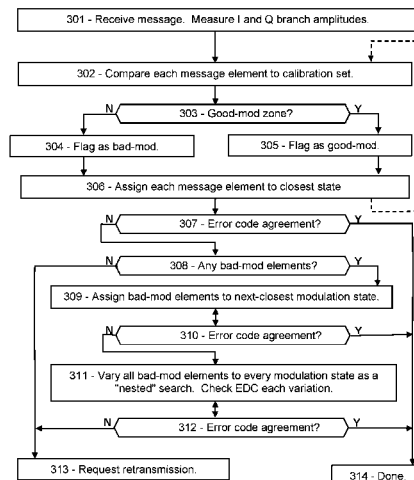 301 - Receive message.  Measure I and Q branch amplitudes.
302 - Compare each message element to calibration set.
N
303 - Good-mod zone?
Y
304 - Flag as bad-mod.
305 - Flag as good-mod.
306 - Assign each message element to closest state
N
307 - Error code agreement?
Y
N
308 - Any bad-mod elements?
Y
309 - Assign bad-mod elements to next-closest modulation state.
N
310 - Error code agreement?
Y
311 - Vary all bad-mod elements to every modulation state as a
"nested" search.  Check EDC each variation.
N
312 - Error code agreement?
Y
313 - Request retransmission.
314 - Done.